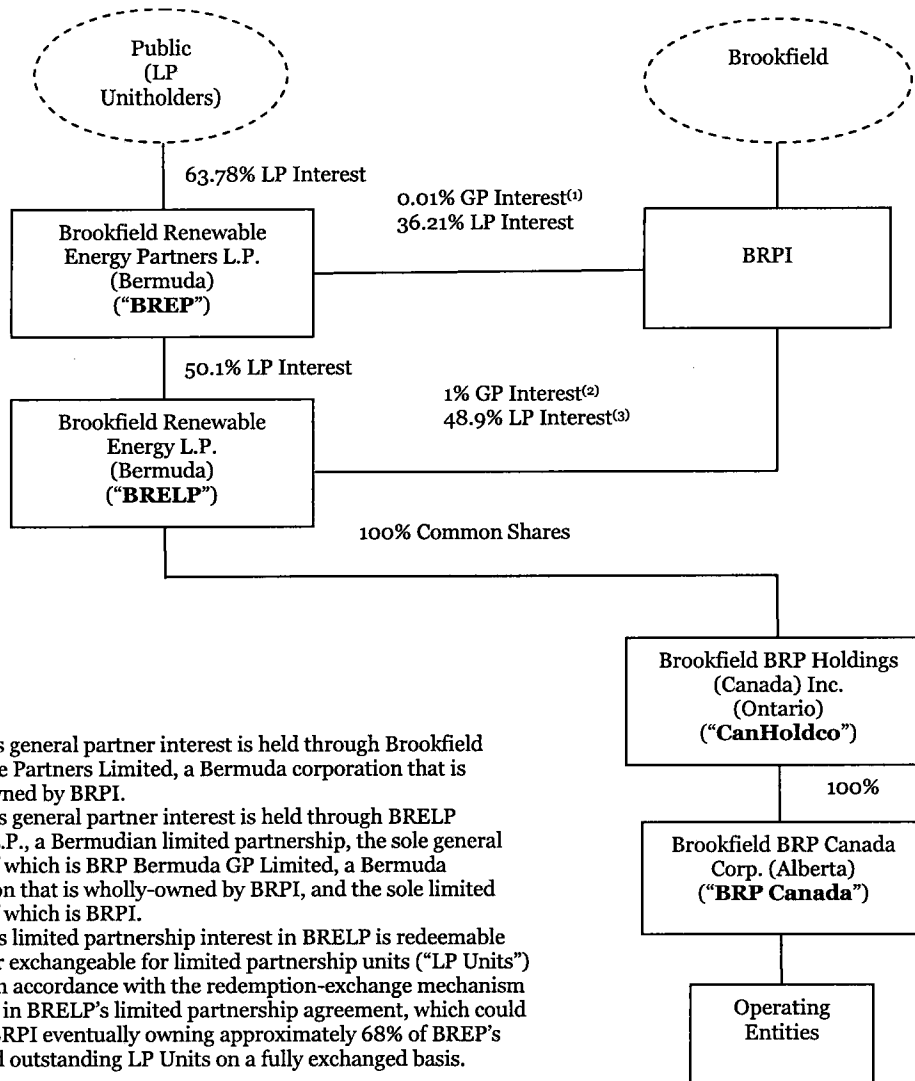 Public
(LP
Unitholders)
Brookfield
63.78% LP Interest
0.01% GP Interest(1)
36.21% LP Interest
Brookfield Renewable
Energy Partners L.P.
(Bermuda)
("BREP")
BRPI
50.1% LP Interest
1% GP Interest(2)
48.9% LP Interest(3)
Brookfield Renewable
Energy L.P.
(Bermuda)
("BRELP")
100% Common Shares
Brookfield BRP Holdings
(Canada) Inc.
(Ontario)
("CanHoldco")
100%
Brookfield BRP Canada
Corp. (Alberta)
("BRP Canada")
Operating
Entities
s general partner interest is held through Brookfield
e Partners Limited, a Bermuda corporation that is
ned by BRPI.
s general partner interest is held through BRELP
.P., a Bermudian limited partnership, the sole general
which is BRP Bermuda GP Limited, a Bermuda
on that is wholly-owned by BRPI, and the sole limited
which is BRPI.
s limited partnership interest in BRELP is redeemable
r exchangeable for limited partnership units ("LP Units")
n accordance with the redemption-exchange mechanism
in BRELP's limited partnership agreement, which could
BRPI eventually owning approximately 68% of BREP's
d outstanding LP Units on a fully exchanged basis.